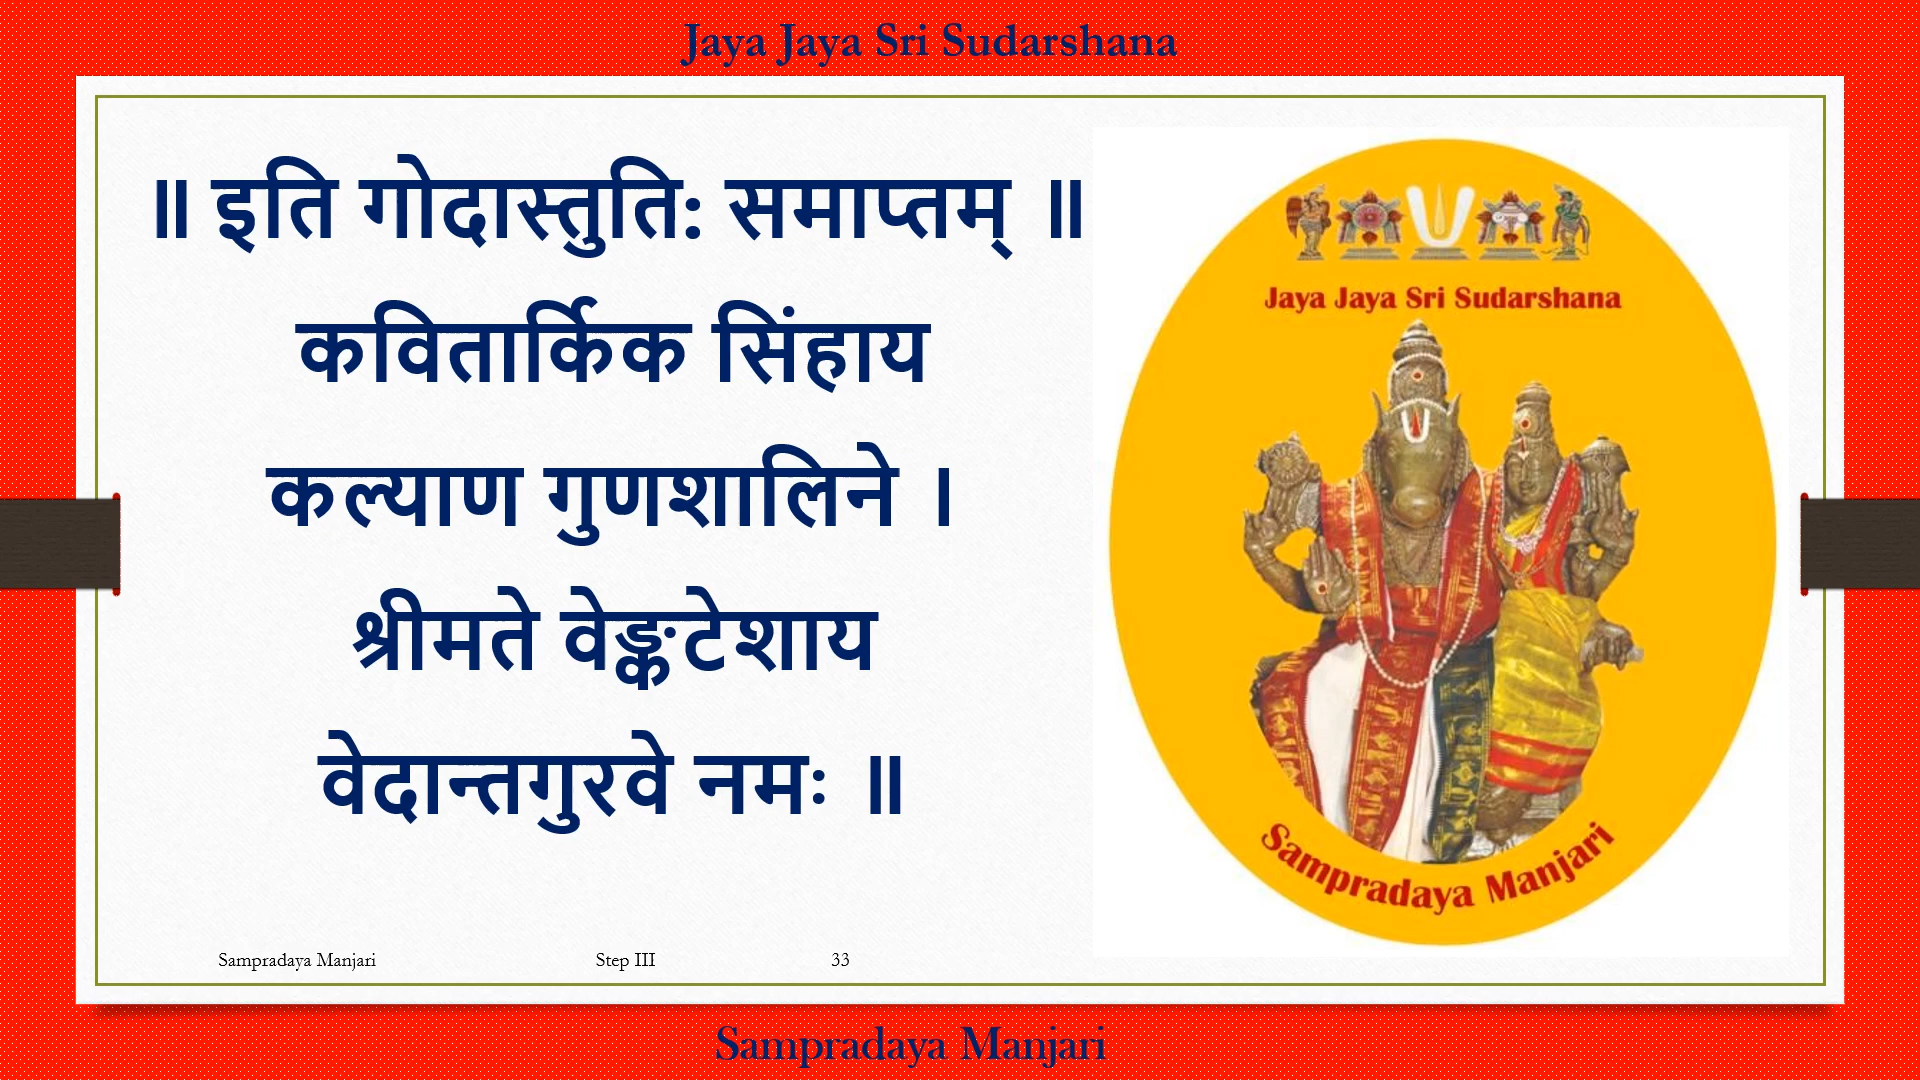 Jaya Jaya Sri Sudarshana
॥ इति गोदास्तुति: समाप्तम् ॥
कवितार्किक सिंहाय
कल्याण गुणशालिने ।
श्रीमते वेङ्कटेशाय
वेदान्तगुरवे नमः ॥
Jaya Jaya Sri Sudarshana
Sampradaya Manjari
Sampradaya Manjari Step III 33
Sampradaya Manjari